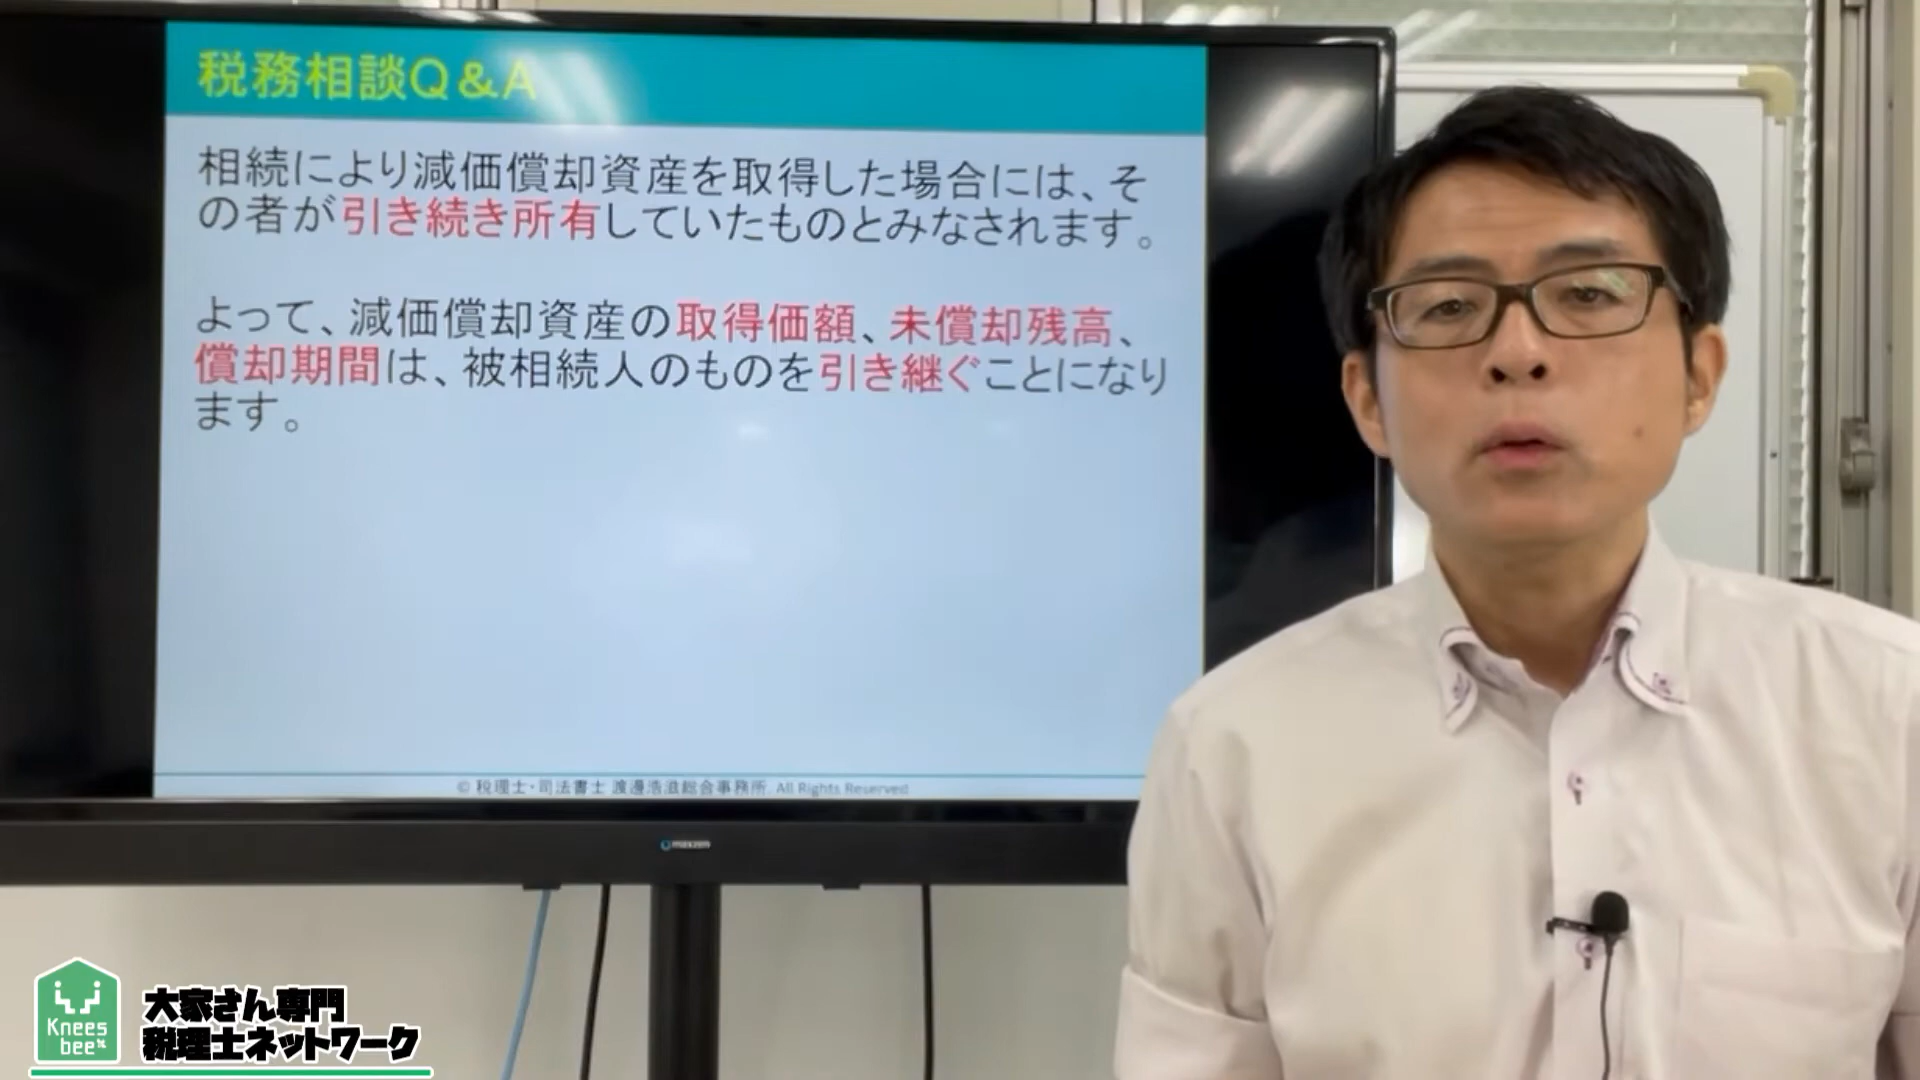 税務相談Q&A
相続により減価償却資産を取得した場合には、そ
の者が引き続き所有していたものとみなされます。
よって、減価償却資産の取得価額、未償却残高、
償却期間は、被相続人のものを引き継ぐことになり
ます。
© 税理士・司法書士 渡邊浩滋総合事務所. All Rights Reserved
maxzen
Knees
bee税
大家さん専門
税理士ネットワーク